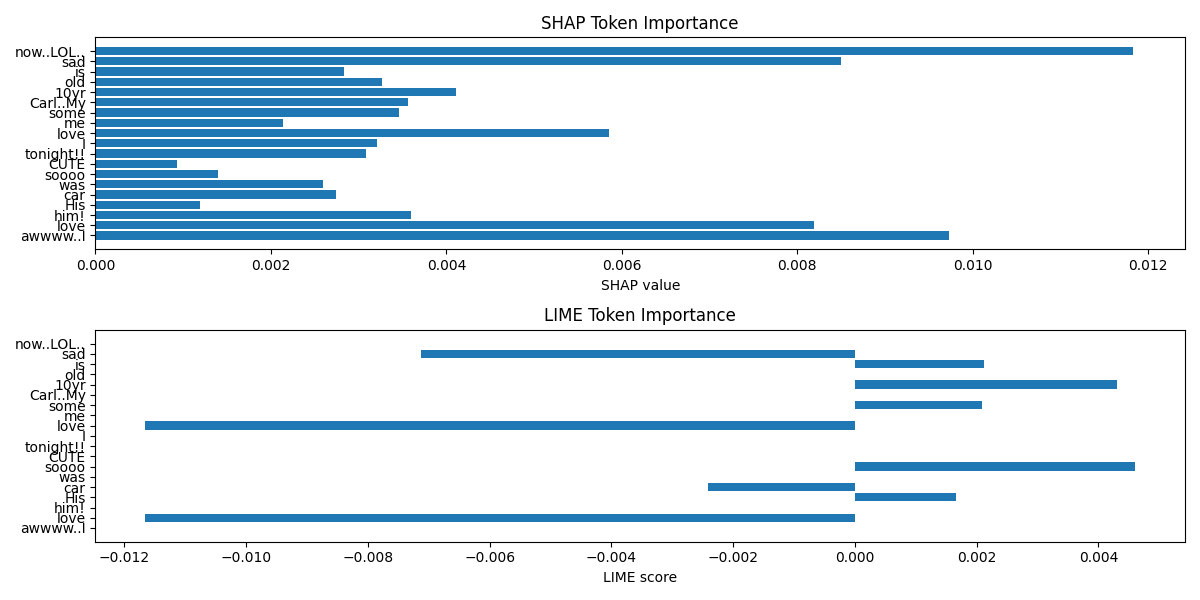 SHAP Token Importance
now..LOL..
sad
is
old
10yr
Carl..My
some
me
love
I
tonight!!
CUTE
soooo
was
car
His
him!
love
awwww..I
0.000 0.002 0.004 0.006 0.008 0.010 0.012
SHAP value
LIME Token Importance
now..LOL..
sad
is
old
10yr
Carl..My
some
me
love
I
tonight!!
CUTE
soooo
was
car
His
him!
love
awwww..I
−0.012 −0.010 −0.008 −0.006 −0.004 −0.002 0.000 0.002 0.004
LIME score